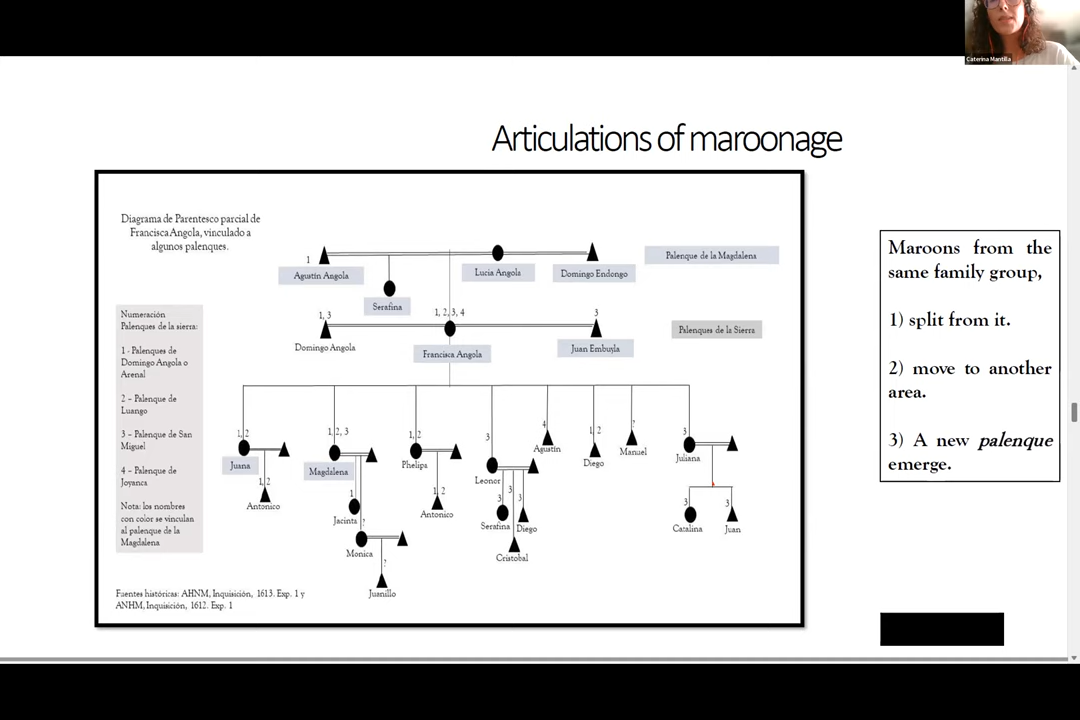 Caterina Mantilla
Articulations of maroonage
Diagrama de Parentesco parcial de
Francisca Angola, vinculado a
algunos palenques.
1
Agustín Angola
Lucia Angola
Domingo Endongo
Palenque de la Magdalena
Serafina
1, 3
1, 2, 3, 4
3
Domingo Angola
Francisca Angola
Juan Embuyla
Palenques de la Sierra
Numeración
Palenques de la sierra:
1 - Palenques de
Domingo Angola o
Arenal
2 – Palenque de
Luango
3 – Palenque de San
Miguel
4 – Palenque de
Joyanca
Nota: los nombres
con color se vinculan
al palenque de la
Magdalena
1, 2
Juana
1, 2
Antonico
1, 2, 3
Magdalena
1
Jacinta
?
Monica
?
Juanillo
1, 2
Phelipa
1, 2
Antonico
3
Leonor
3
3
3
Serafina
Diego
Cristobal
4
Agustin
1, 2
Diego
?
Manuel
3
Juliana
3
3
Catalina
Juan
Fuentes históricas: AHNM, Inquisición, 1613. Exp. 1 y
ANHM, Inquisición, 1612. Exp. 1
Maroons from the
same family group,
1) split from it.
2) move to another
area.
3) A new palenque
emerge.